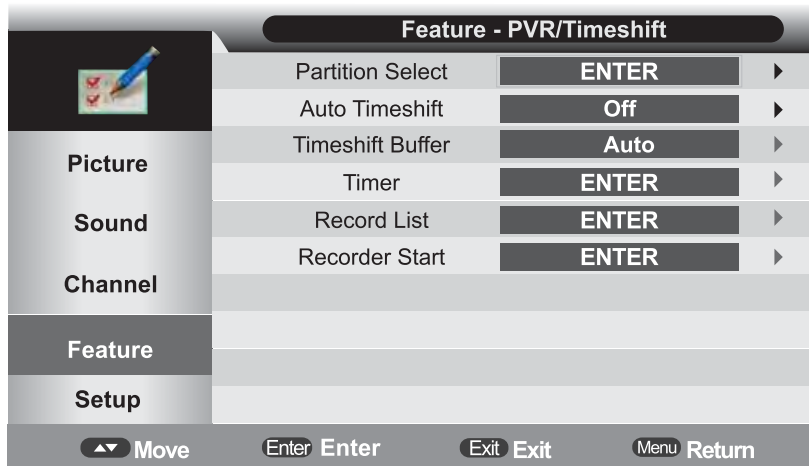 Feature - PVR/Timeshift
Partition Select ENTER
Auto Timeshift Off
Timeshift Buffer Auto
Timer ENTER
Record List ENTER
Recorder Start ENTER
Picture
Sound
Channel
Feature
Setup
Move Enter Enter Exit Exit Menu Return